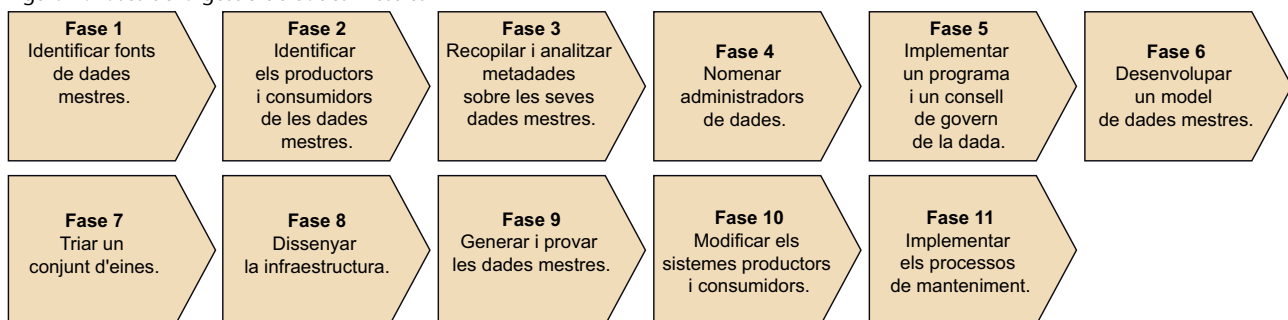 Fase 1
Identificar fonts
de dades
mestres.
Fase 2
Identificar
els productors
i consumidors
de les dades
mestres.
Fase 3
Recopilar i analitzar
metadades
sobre les seves
dades mestres.
Fase 4
Nomenar
administradors
de dades.
Fase 5
Implementar
un programa
i un consell
de govern
de la dada.
Fase 6
Desenvolupar
un model
de dades mestres.
Fase 7
Triar un
conjunt d'eines.
Fase 8
Dissenyar
la infraestructura.
Fase 9
Generar i provar
les dades mestres.
Fase 10
Modificar els
sistemes productors
i consumidors.
Fase 11
Implementar
els processos
de manteniment.